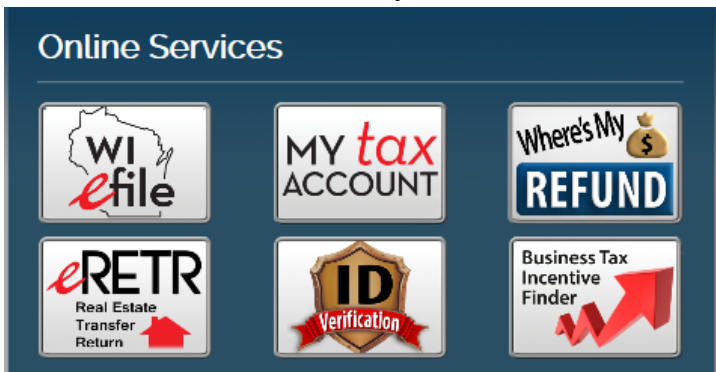 Online Services
WI
efile
MY tax
ACCOUNT
Where's My
$
REFUND
eRETR
Real Estate
Transfer
Return
ID
Verification
Business Tax
Incentive
Finder